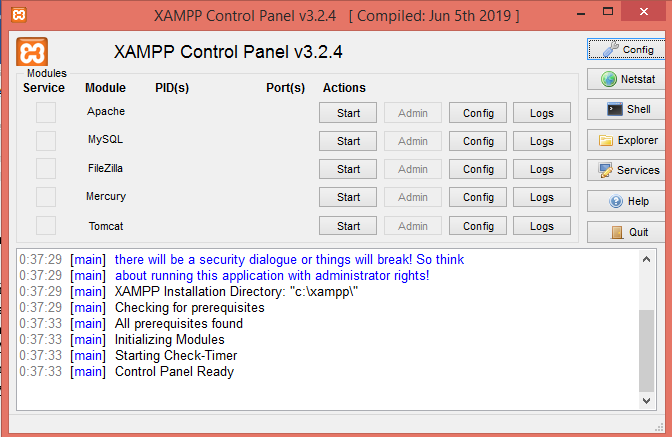 XAMPP Control Panel v3.2.4 [ Compiled: Jun 5th 2019 ]
XAMPP Control Panel v3.2.4
Config
Modules
Service Module PID(s) Port(s) Actions
Netstat
Apache Start Admin Config Logs
Shell
MySQL Start Admin Config Logs
Explorer
FileZilla Start Admin Config Logs
Services
Mercury Start Admin Config Logs
Help
Tomcat Start Admin Config Logs
Quit
0:37:29 [main] there will be a security dialogue or things will break! So think
0:37:29 [main] about running this application with administrator rights!
0:37:29 [main] XAMPP Installation Directory: "c:\xampp\"
0:37:29 [main] Checking for prerequisites
0:37:33 [main] All prerequisites found
0:37:33 [main] Initializing Modules
0:37:33 [main] Starting Check-Timer
0:37:33 [main] Control Panel Ready